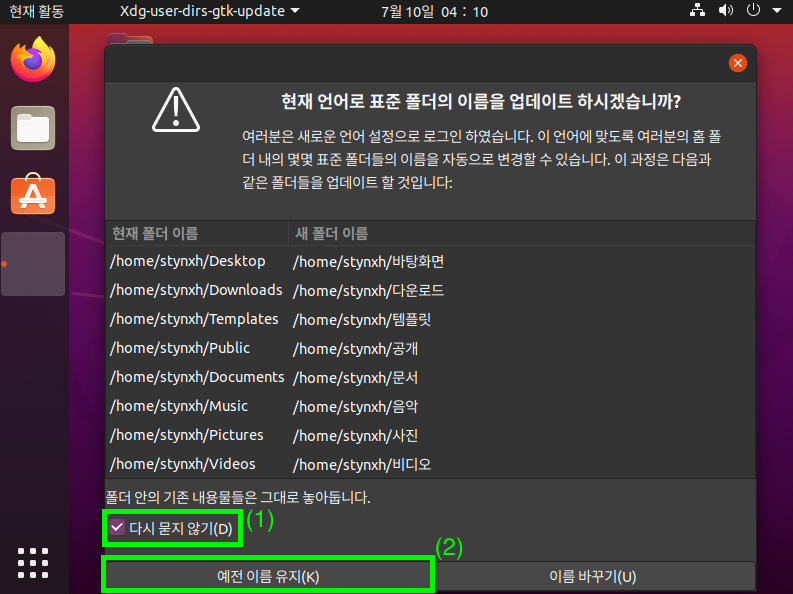 현재 활동 Xdg-user-dirs-gtk-update 7월 10일 04 : 10
현재 언어로 표준 폴더의 이름을 업데이트 하시겠습니까?
여러분은 새로운 언어 설정으로 로그인 하였습니다. 이 언어에 맞도록 여러분의 홈 폴
더 내의 몇몇 표준 폴더들의 이름을 자동으로 변경할 수 있습니다. 이 과정은 다음과
같은 폴더들을 업데이트 할 것입니다:
현재 폴더 이름 새 폴더 이름
/home/stynxh/Desktop /home/stynxh/바탕화면
/home/stynxh/Downloads /home/stynxh/다운로드
/home/stynxh/Templates /home/stynxh/템플릿
/home/stynxh/Public /home/stynxh/공개
/home/stynxh/Documents /home/stynxh/문서
/home/stynxh/Music /home/stynxh/음악
/home/stynxh/Pictures /home/stynxh/사진
/home/stynxh/Videos /home/stynxh/비디오
폴더 안의 기존 내용물들은 그대로 놓아둡니다.
다시 묻지 않기(D) (1)
(2)
예전 이름 유지(K) 이름 바꾸기(U)